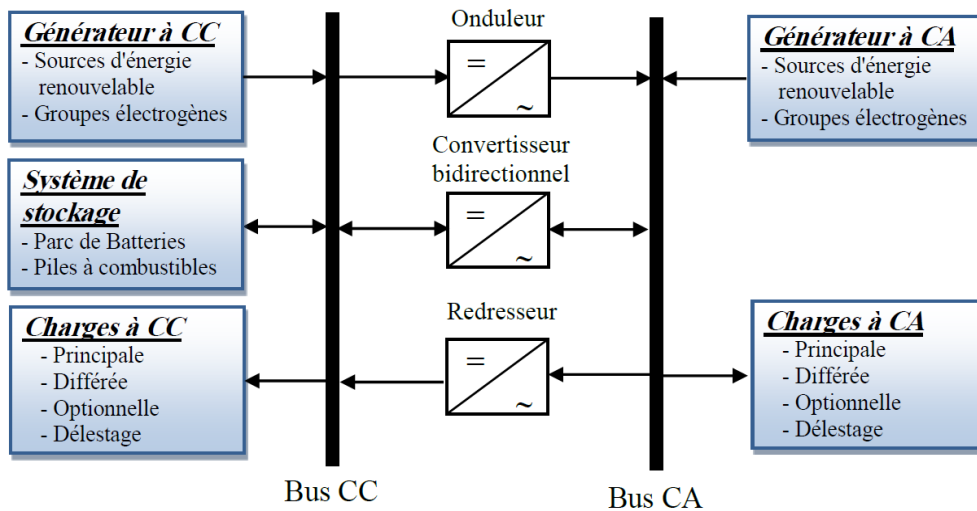 Générateur à CC
- Sources d'énergie
renouvelable
- Groupes électrogènes
Système de
stockage
- Parc de Batteries
- Piles à combustibles
Charges à CC
- Principale
- Différée
- Optionnelle
- Délestage
Bus CC
Onduleur
=
~
Convertisseur
bidirectionnel
=
~
Redresseur
=
~
Bus CA
Générateur à CA
- Sources d'énergie
renouvelable
- Groupes électrogènes
Charges à CA
- Principale
- Différée
- Optionnelle
- Délestage